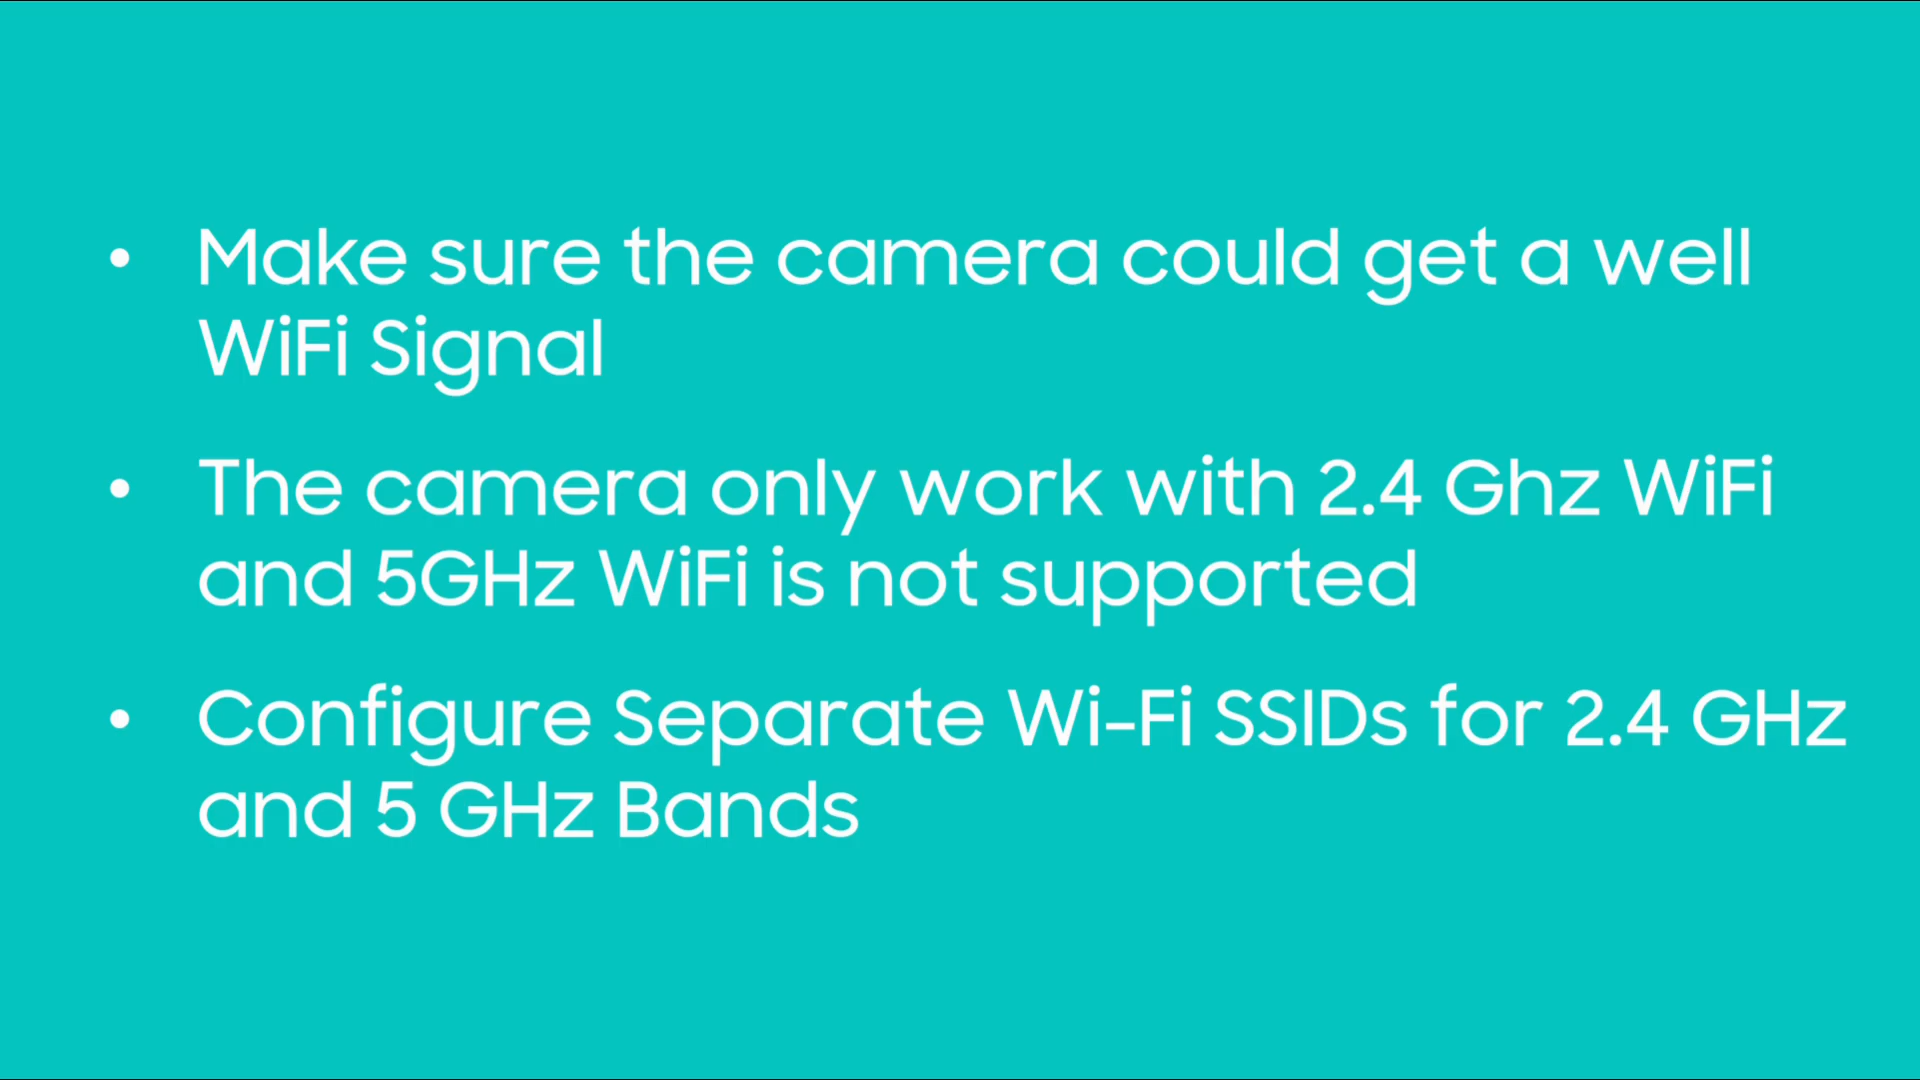 • Make sure the camera could get a well
WiFi Signal
• The camera only work with 2.4 Ghz WiFi
and 5GHz WiFi is not supported
• Configure Separate Wi-Fi SSIDs for 2.4 GHz
and 5 GHz Bands